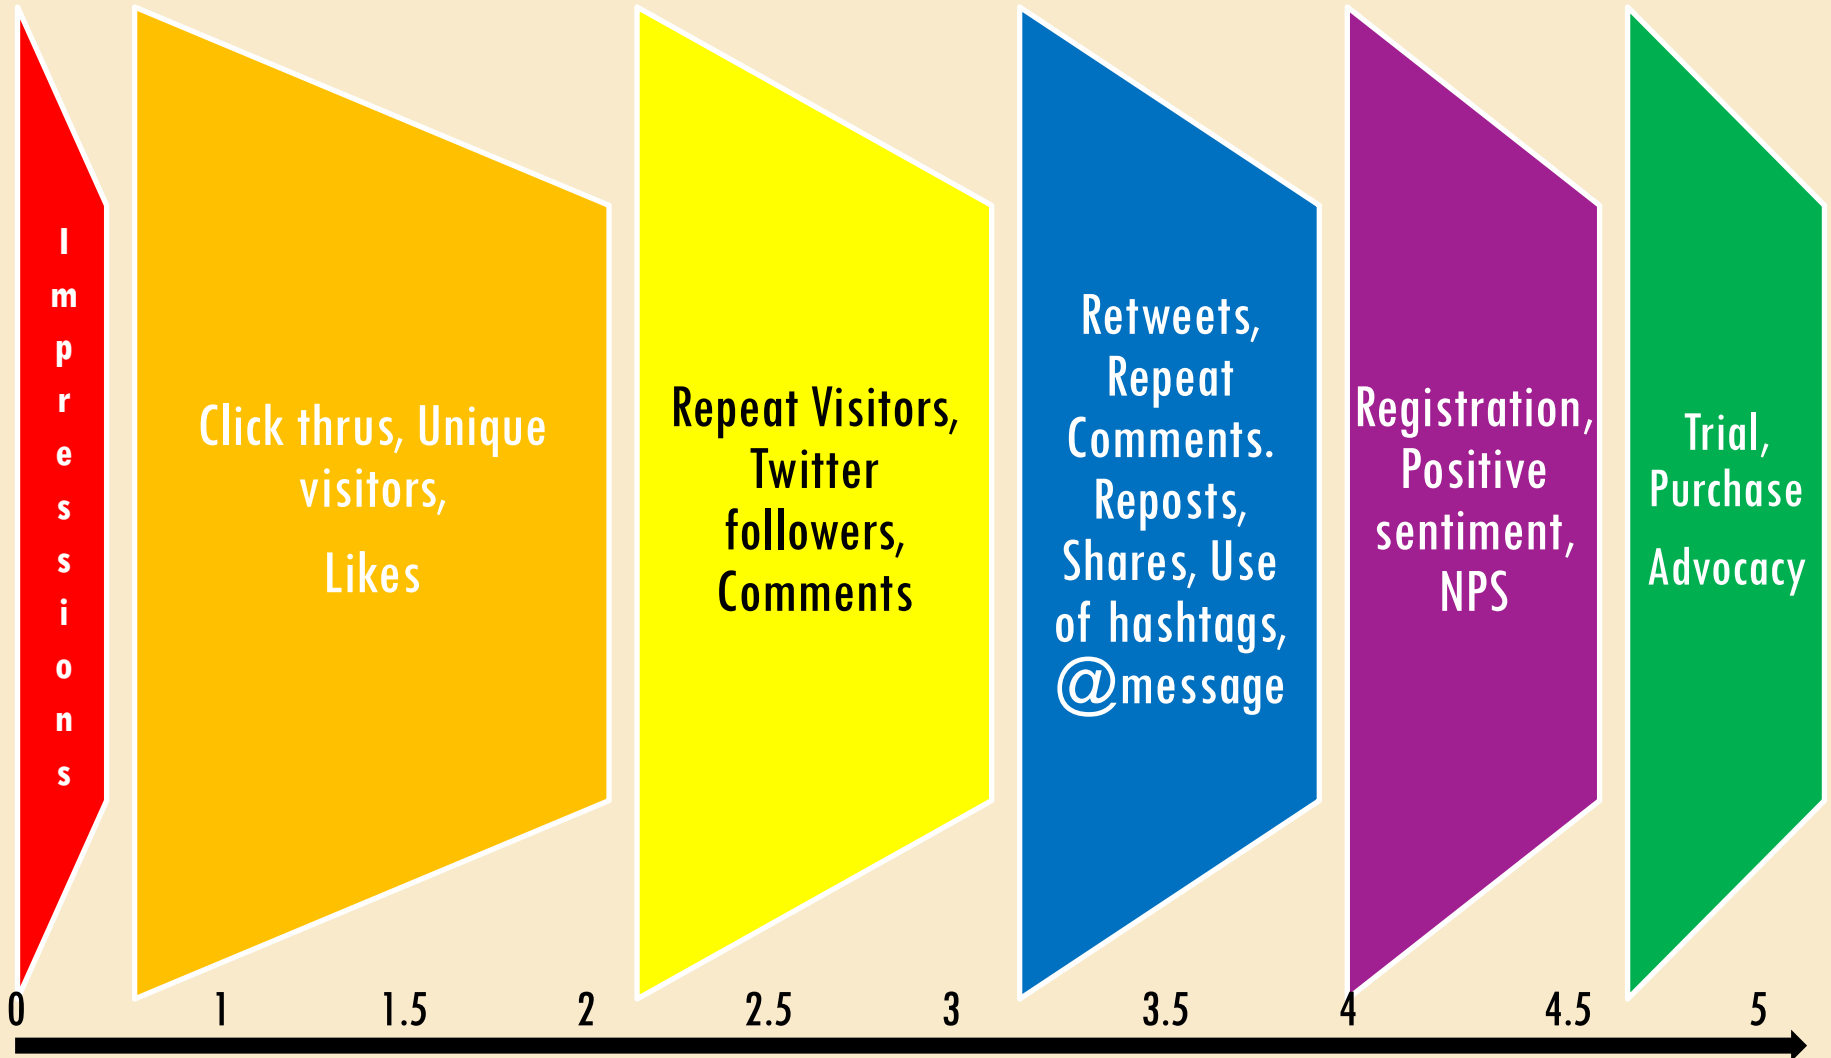 Impressions
Click thrus, Unique
visitors,
Likes
Repeat Visitors,
Twitter
followers,
Comments
Retweets,
Repeat
Comments.
Reposts,
Shares, Use
of hashtags,
@message
Registration,
Positive
sentiment,
NPS
Trial,
Purchase
Advocacy
0 1 1.5 2 2.5 3 3.5 4 4.5 5